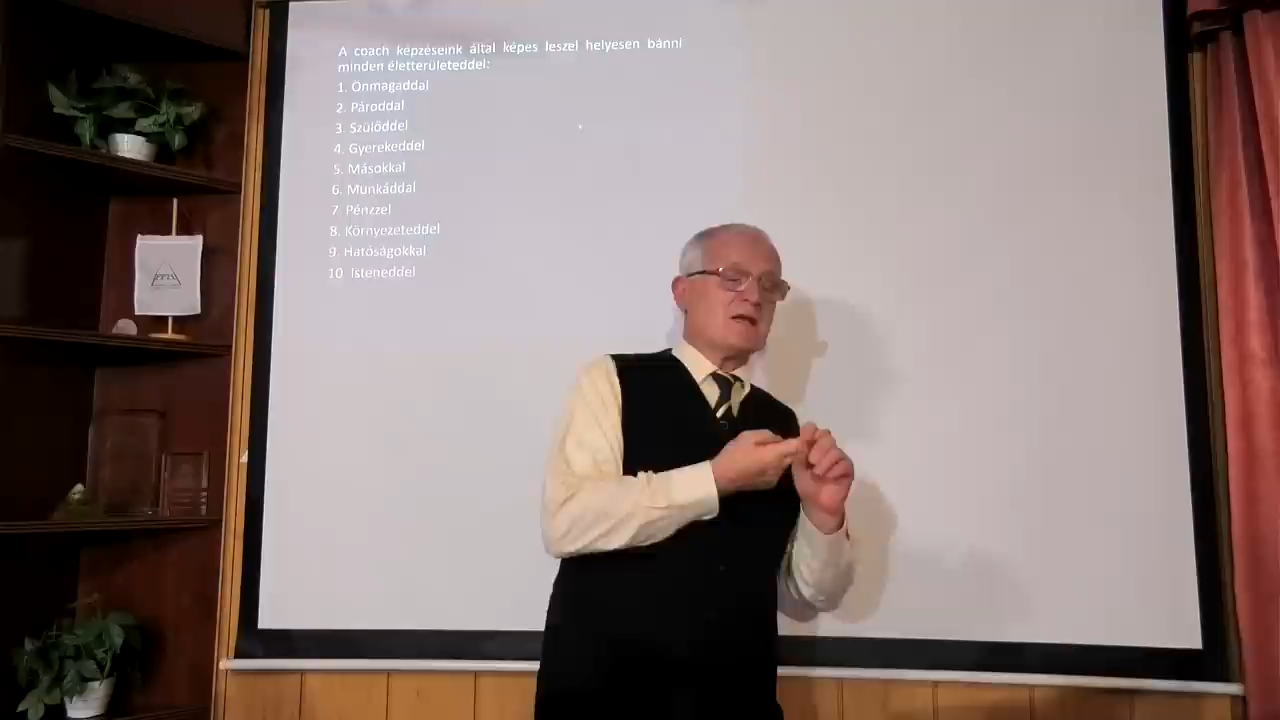 A coach képzéseink által képes leszel helyesen bánni
minden életterületeddel:
1. Önmagaddal
2. Pároddal
3. Szülőddel
4. Gyerekeddel
5. Másokkal
6. Munkáddal
7. Pénzzel
8. Környezeteddel
9. Hatóságokkal
10 Isteneddel